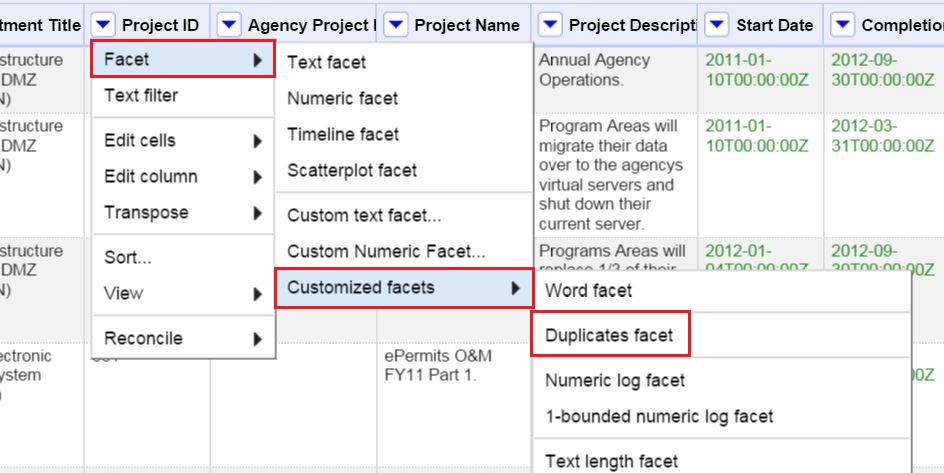 tment Title
Project ID
Agency Project I
Project Name
Project Descripti
Start Date
Completio
structure
DMZ
N)
Annual Agency
Operations.
2011-01-
10T00:00:00Z
2012-09-
30T00:00:00Z
structure
DMZ
N)
Program Areas will
migrate their data
over to the agencys
virtual servers and
shut down their
current server.
2011-01-
10T00:00:00Z
2012-03-
31T00:00:00Z
structure
DMZ
N)
Programs Areas will
replace 1/3 of their
2012-01-
04T00:00:00Z
2012-09-
30T00:00:00Z
ectronic
ystem
)
ePermits O&M
FY11 Part 1.
00Z
Facet
Text filter
Edit cells
Edit column
Transpose
Sort...
View
Reconcile
Text facet
Numeric facet
Timeline facet
Scatterplot facet
Custom text facet...
Custom Numeric Facet...
Customized facets
Word facet
Duplicates facet
Numeric log facet
1-bounded numeric log facet
Text length facet